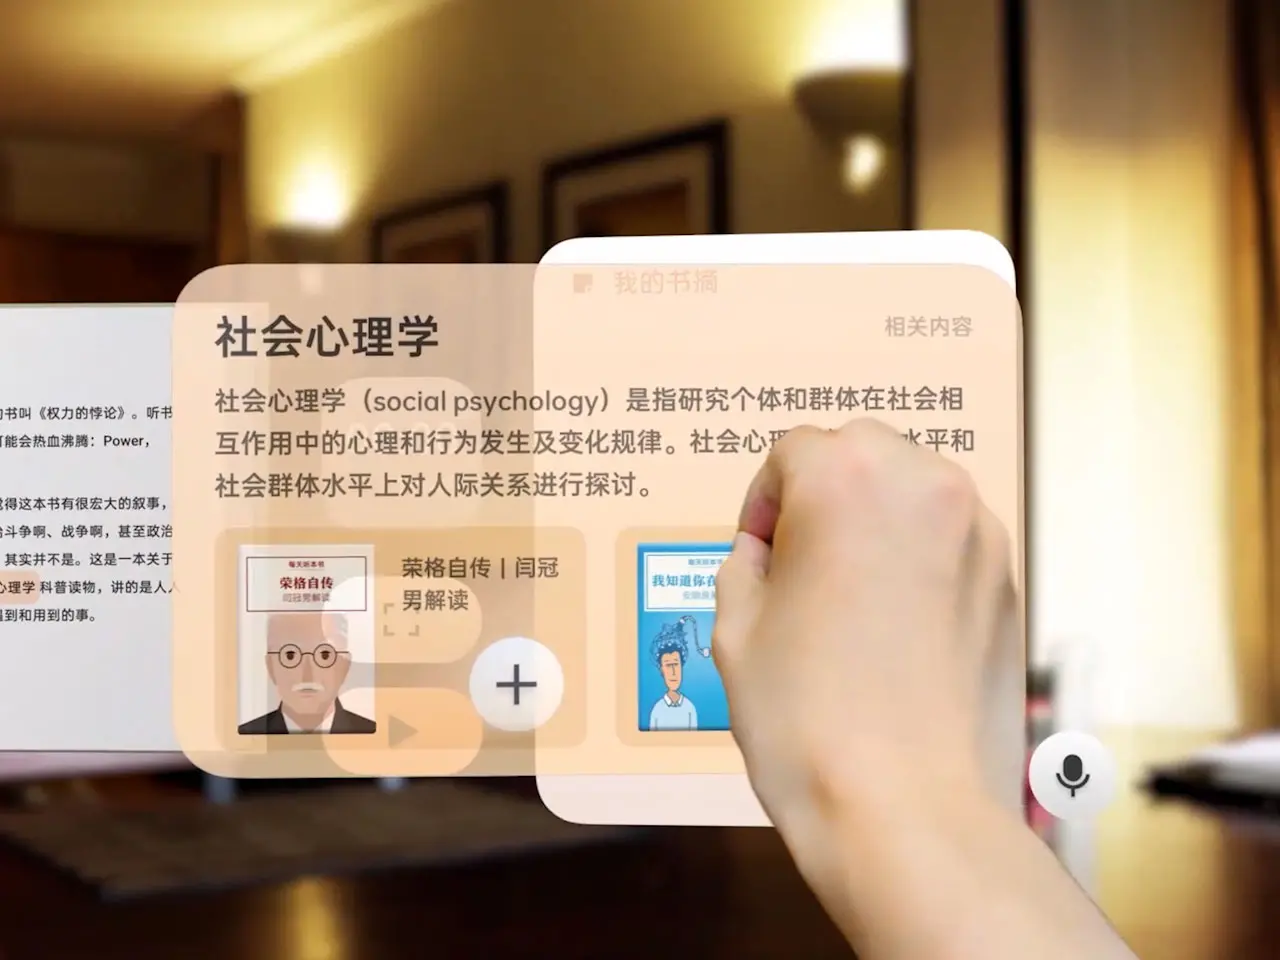 的书叫《权力的悖论》。听书
可能会热血沸腾：Power，
觉得这本书有很宏大的叙事，
治斗争啊、战争啊，甚至政治
其实并不是。这是一本关于
心理学 科普读物，讲的是人人
遇到和用到的事。
我的书摘
社会心理学
相关内容
社会心理学（social psychology）是指研究个体和群体在社会相
互作用中的心理和行为发生及变化规律。社会心理 水平和
社会群体水平上对人际关系进行探讨。
每天听本书
荣格自传
闫冠男解读
荣格自传 | 闫冠
男解读
每天听本书
我知道你在